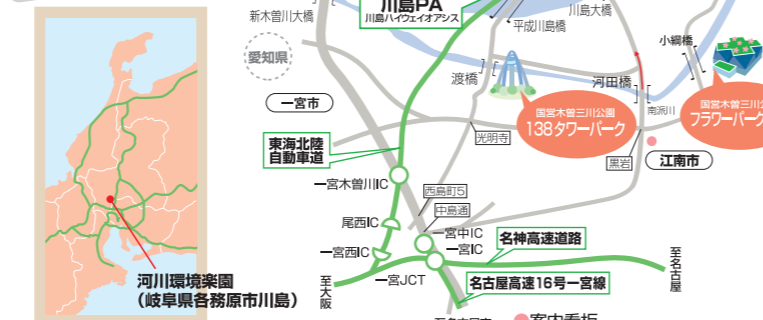 川島PA
川島ハイウェイオアシス
新木曽川大橋
平成川島橋
川島大橋
小網橋
愛知県
渡橋
河田橋
南派川
一宮市
国営木曽三川公園
138タワーパーク
国営木曽三川公
フラワーパーク
光明寺
東海北陸
自動車道
黒岩
江南市
一宮木曽川IC
西島町5
中島通
尾西IC
一宮中IC
一宮IC
名神高速道路
一宮西IC
至名古屋
至大阪
一宮JCT
名古屋高速16号一宮線
河川環境楽園
（岐阜県各務原市川島）
案内看板